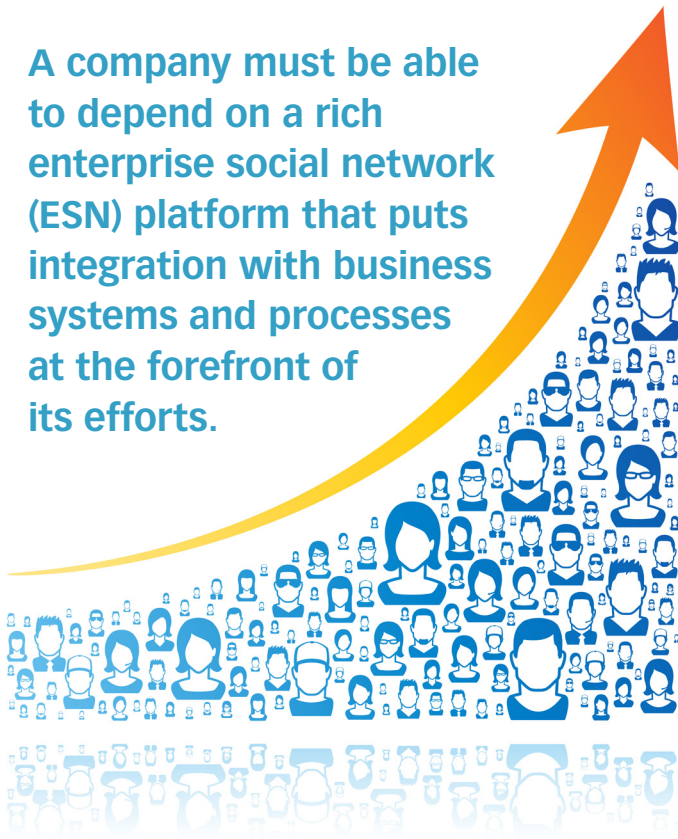 A company must be able
to depend on a rich
enterprise social network
(ESN) platform that puts
integration with business
systems and processes
at the forefront of
its efforts.